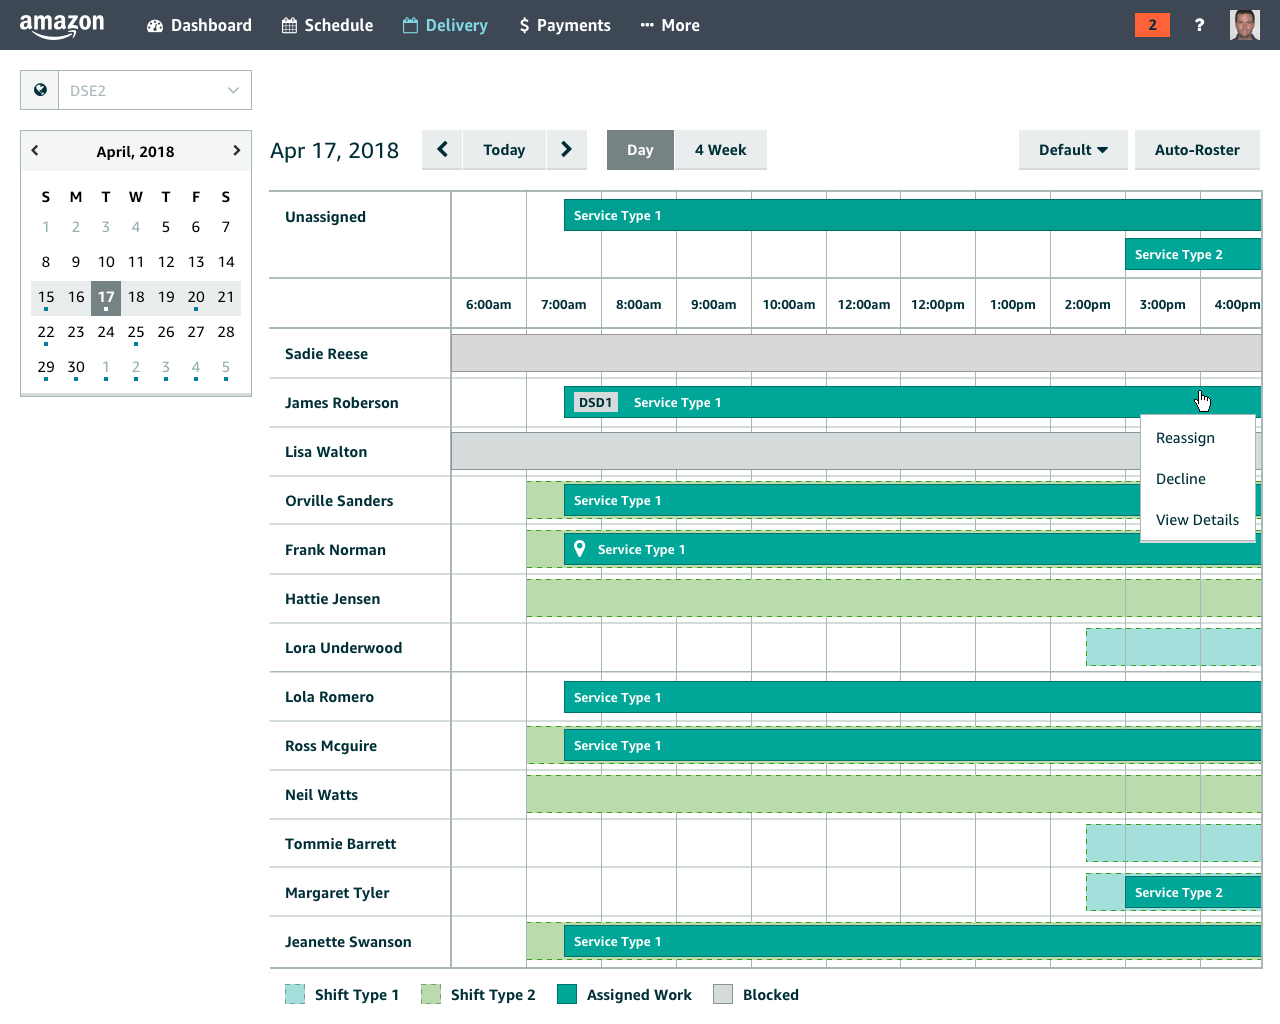 amazon Dashboard Schedule Delivery $ Payments More 2 ?
DSE2
April, 2018
S M T W T F S
1 2 3 4 5 6 7
8 9 10 11 12 13 14
15 16 17 18 19 20 21
22 23 24 25 26 27 28
29 30 1 2 3 4 5
Apr 17, 2018 Today Day 4 Week Default Auto-Roster
Unassigned Service Type 1
Service Type 2
6:00am 7:00am 8:00am 9:00am 10:00am 12:00am 12:00pm 1:00pm 2:00pm 3:00pm 4:00pm
Sadie Reese
James Roberson DSD1 Service Type 1
Reassign
Decline
View Details
Lisa Walton
Orville Sanders Service Type 1
Frank Norman Service Type 1
Hattie Jensen
Lora Underwood
Lola Romero Service Type 1
Ross Mcguire Service Type 1
Neil Watts
Tommie Barrett
Margaret Tyler Service Type 2
Jeanette Swanson Service Type 1
Shift Type 1 Shift Type 2 Assigned Work Blocked